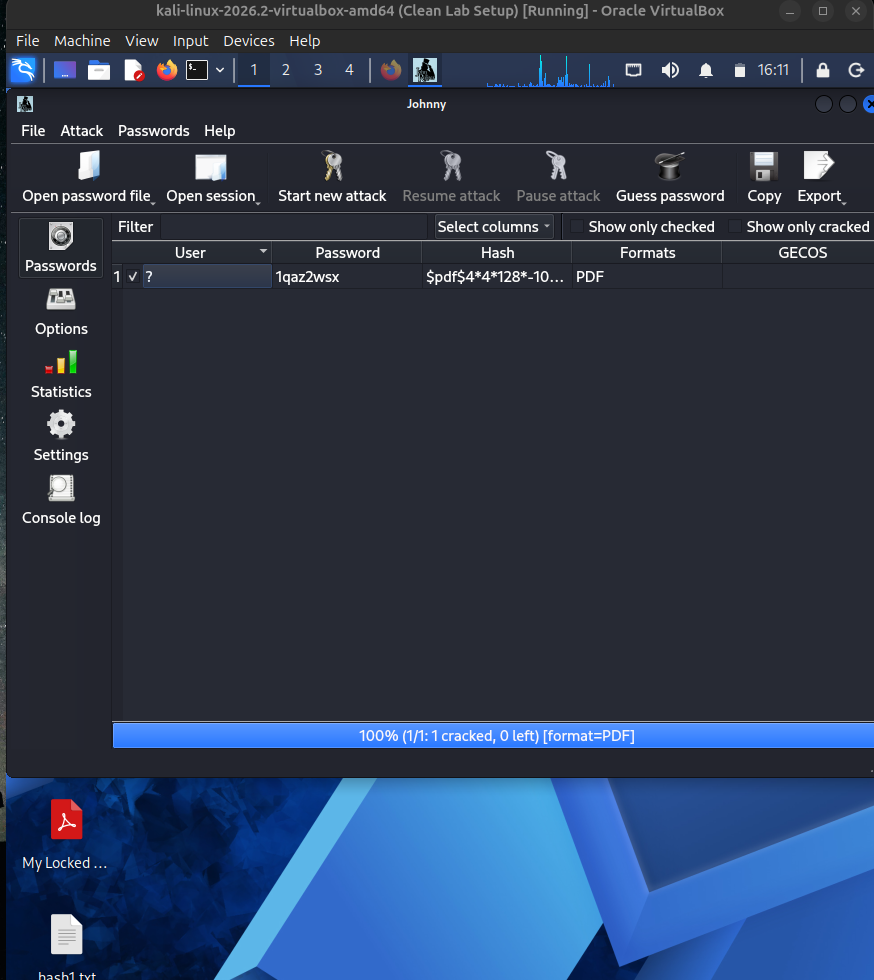 kali-linux-2026.2-virtualbox-amd64 (Clean Lab Setup) [Running] - Oracle VirtualBox
File Machine View Input Devices Help
1 2 3 4 16:11
Johnny
File Attack Passwords Help
Open password file Open session Start new attack Resume attack Pause attack Guess password Copy Export
Filter Select columns Show only checked Show only cracked
Passwords
User Password Hash Formats GECOS
1 ? 1qaz2wsx $pdf$4*4*128*-10... PDF
Options
Statistics
Settings
Console log
100% (1/1: 1 cracked, 0 left) [format=PDF]
My Locked ...
hash1.txt